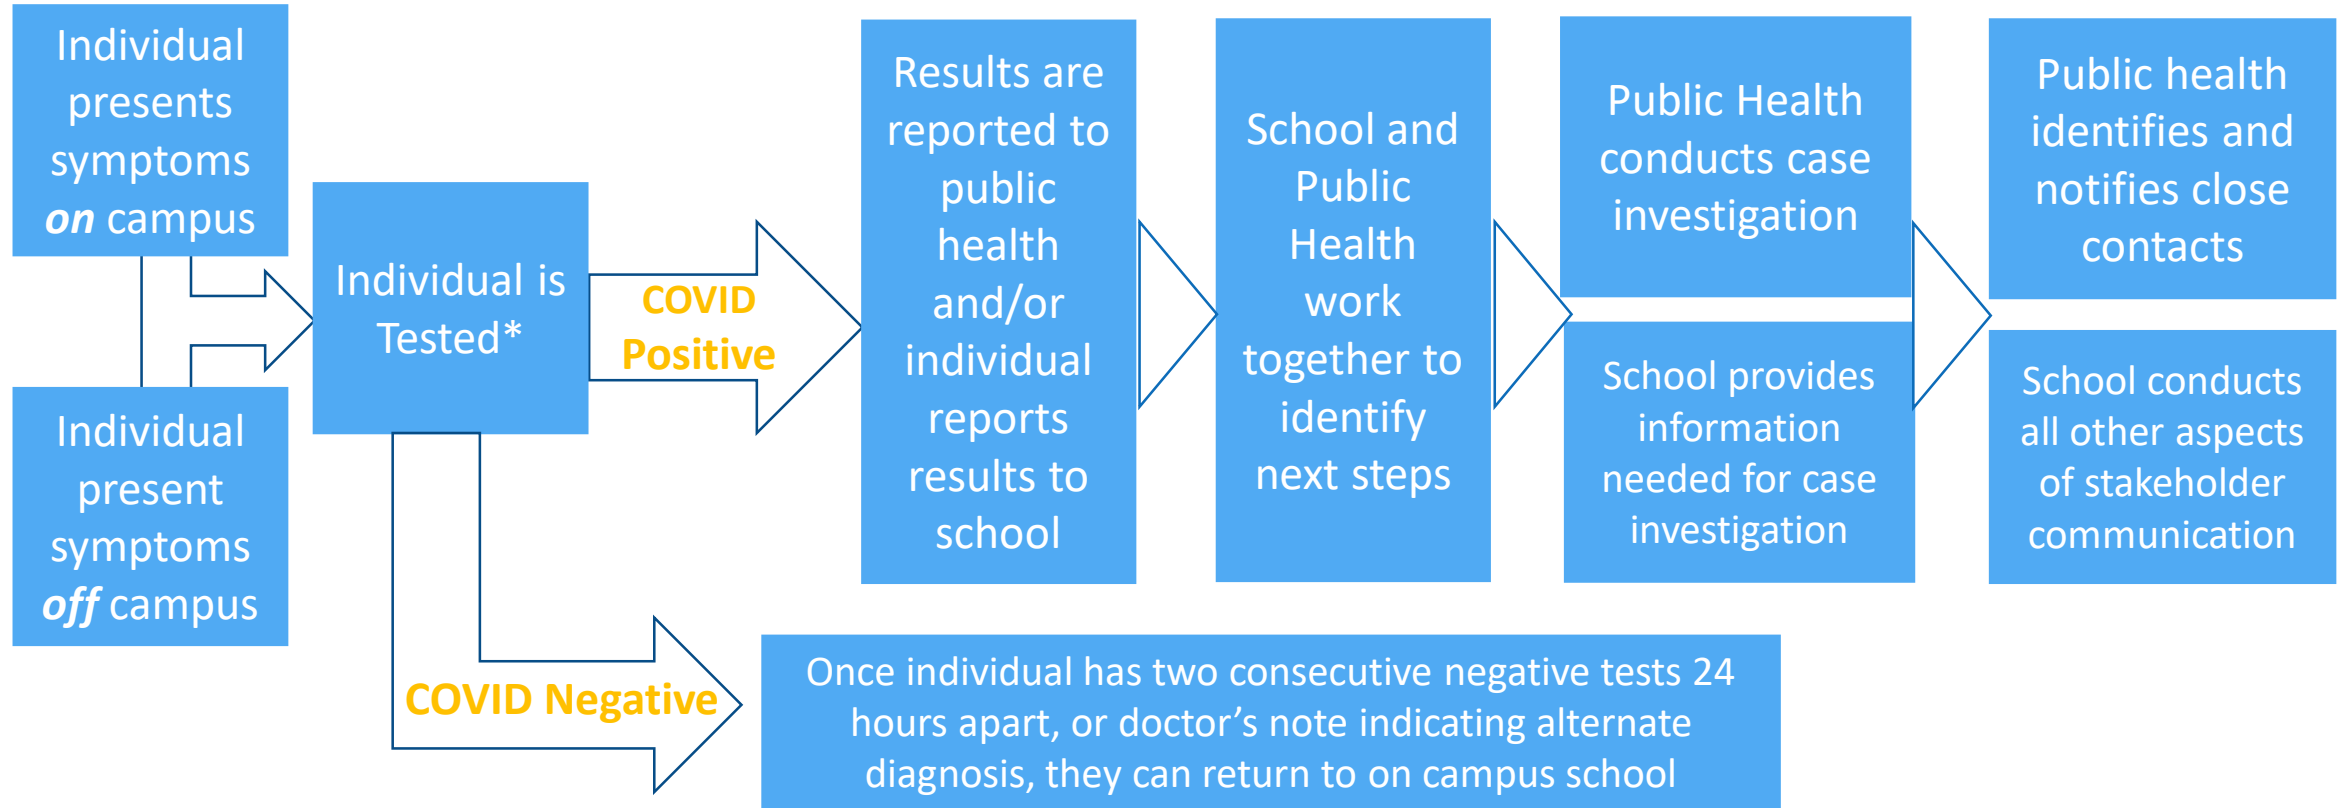 Individual
presents
symptoms
on campus
Individual
present
symptoms
off campus
Individual is
Tested*
COVID
Positive
Results are
reported to
public
health
and/or
individual
reports
results to
school
School and
Public
Health
work
together to
identify
next steps
Public Health
conducts case
investigation
School provides
information
needed for case
investigation
Public health
identifies and
notifies close
contacts
School conducts
all other aspects
of stakeholder
communication
COVID Negative
Once individual has two consecutive negative tests 24
hours apart, or doctor’s note indicating alternate
diagnosis, they can return to on campus school